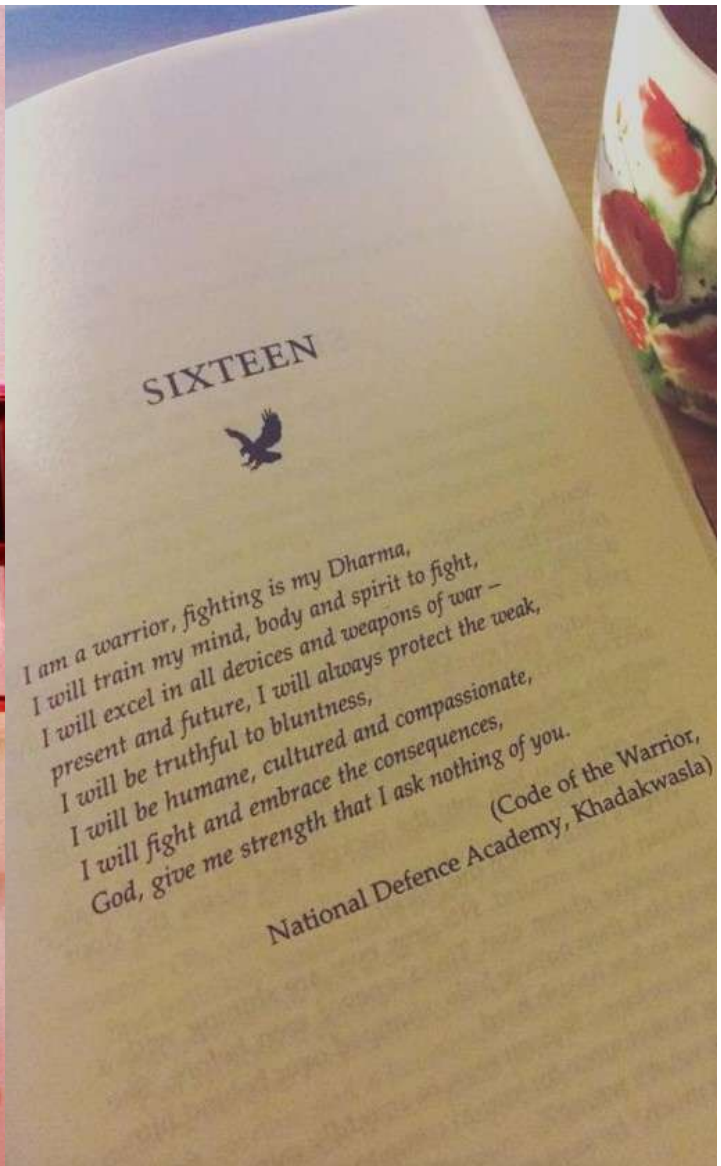 SIXTEEN
I am a warrior, fighting is my Dharma,
I will train my mind, body and spirit to fight,
I will excel in all devices and weapons of war –
present and future, I will always protect the weak,
I will be truthful to bluntness,
I will be humane, cultured and compassionate,
I will fight and embrace the consequences,
God, give me strength that I ask nothing of you.
(Code of the Warrior,
National Defence Academy, Khadakwasla)